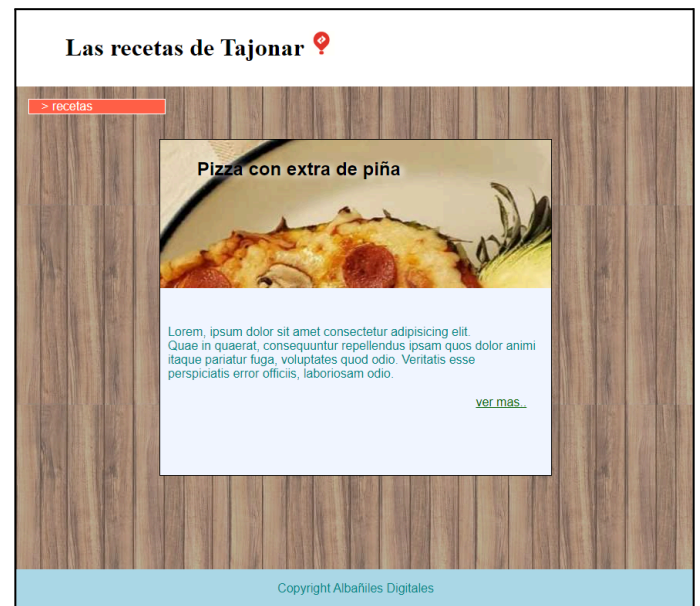 Las recetas de Tajonar
> recetas
Pizza con extra de piña
Lorem, ipsum dolor sit amet consectetur adipisicing elit.
Quae in quaerat, consequuntur repellendus ipsam quos dolor animi
itaque pariatur fuga, voluptates quod odio. Veritatis esse
perspiciatis error officiis, laboriosam odio.
ver mas..
Copyright Albañiles Digitales